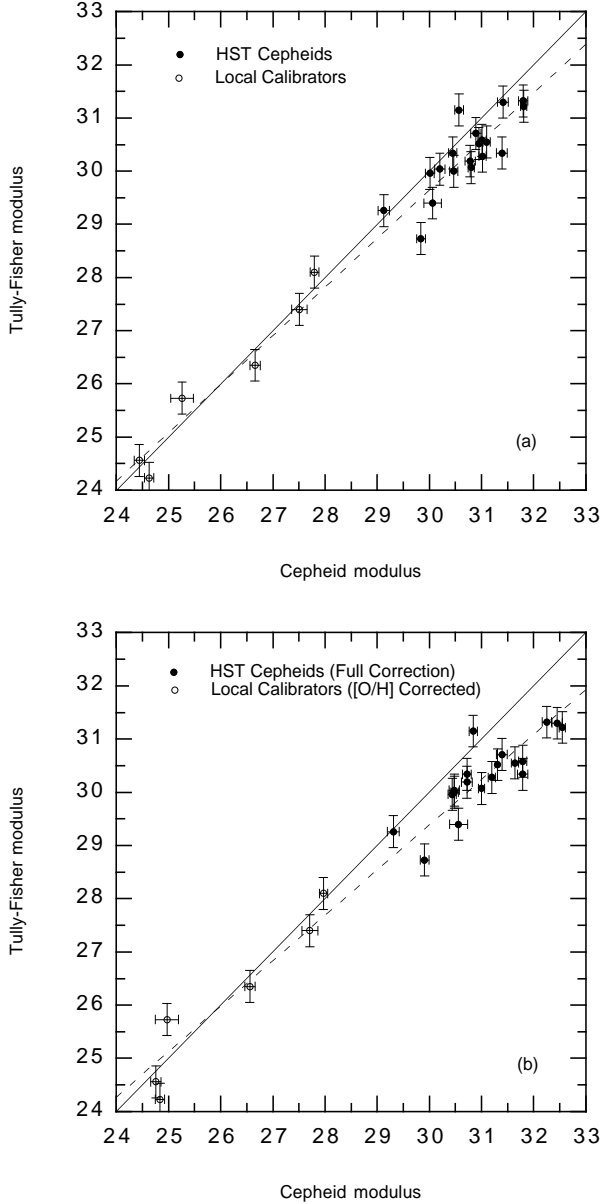 33
32
31
30
29
28
27
26
25
24
Tully-Fisher modulus
HST Cepheids
Local Calibrators
(a)
24 25 26 27 28 29 30 31 32 33
Cepheid modulus
33
32
31
30
29
28
27
26
25
24
Tully-Fisher modulus
HST Cepheids (Full Correction)
Local Calibrators ([O/H] Corrected)
(b)
24 25 26 27 28 29 30 31 32 33
Cepheid modulus